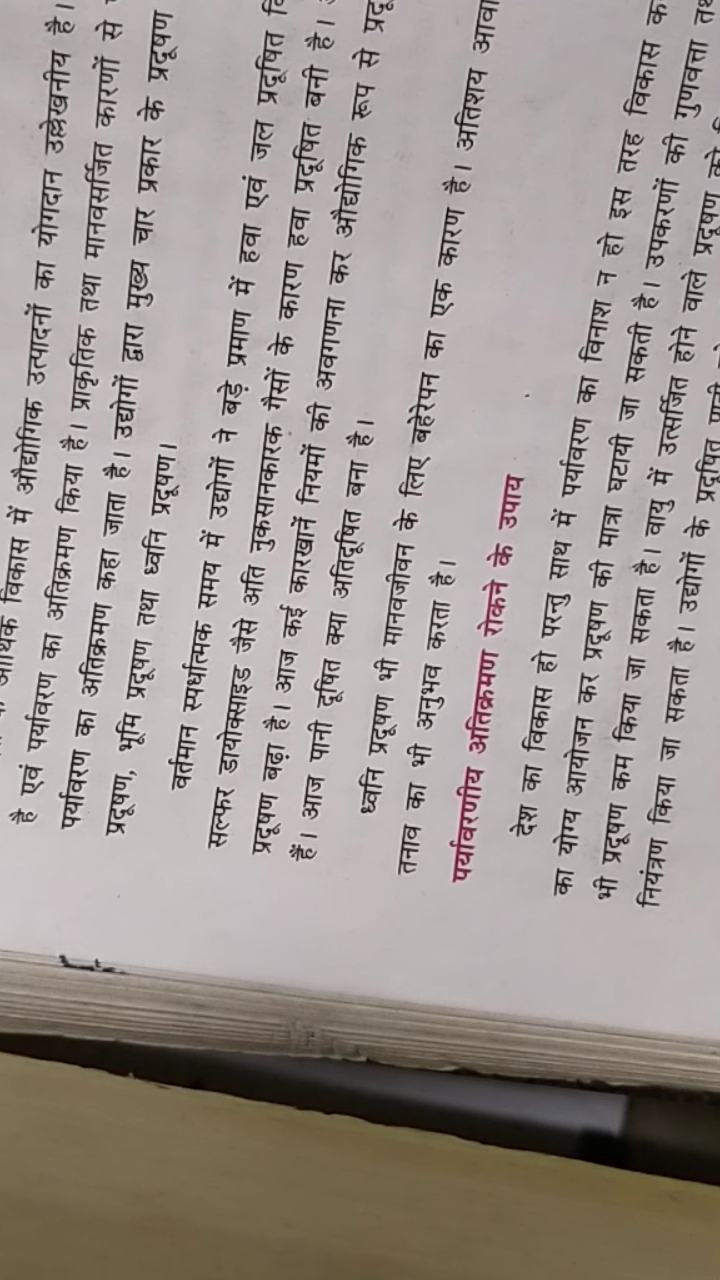 आर्थिक विकास में औद्योगिक उत्पादनों का योगदान उल्लेखनीय है।
है एवं पर्यावरण का अतिक्रमण किया है। प्राकृतिक तथा मानवसर्जित कारणों से
पर्यावरण का अतिक्रमण कहा जाता है। उद्योगों द्वारा मुख्य चार प्रकार के प्रदूषण
प्रदूषण, भूमि प्रदूषण तथा ध्वनि प्रदूषण।
वर्तमान स्पर्धात्मक समय में उद्योगों ने बड़े प्रमाण में हवा एवं जल प्रदूषित
सल्फर डायोक्साइड जैसे अति नुकसानकारक गैसों के कारण हवा प्रदूषित बनी है।
प्रदूषण बढ़ा है। आज कई कारखानें नियमों की अवगणना कर औद्योगिक रूप से
हैं। आज पानी दूषित क्या अतिदूषित बना है।
ध्वनि प्रदूषण भी मानवजीवन के लिए बहेरेपन का एक कारण है। अतिशय
तनाव का भी अनुभव करता है।
पर्यावरणीय अतिक्रमण रोकने के उपाय
देश का विकास हो परन्तु साथ में पर्यावरण का विनाश न हो इस तरह विकास
का योग्य आयोजन कर प्रदूषण की मात्रा घटायी जा सकती है। उपकरणों की गुणवत्ता
भी प्रदूषण कम किया जा सकता है। वायु में उत्सर्जित होने वाले प्रदूषण को
नियंत्रण किया जा सकता है। उद्योगों के प्रदूषित पानी